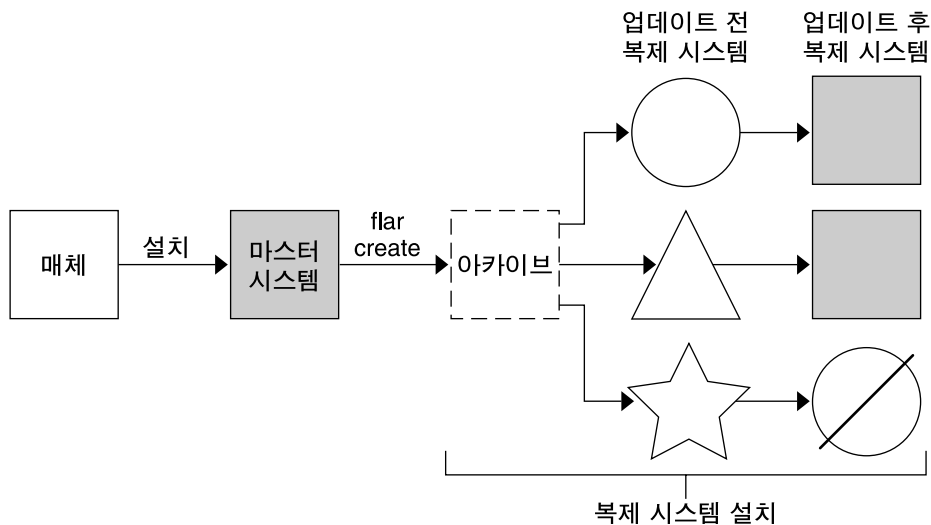 업데이트 전
복제 시스템
업데이트 후
복제 시스템
매체
설치
마스터
시스템
flar
create
아카이브
복제 시스템 설치